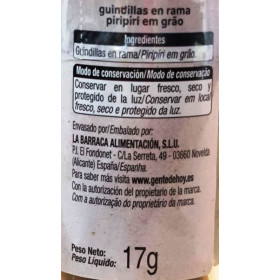 guindillas en rama
piripiri em grão
Ingredientes
Guindillas en rama/Piripiri em grão.
Modo de conservación/Modo de conservação
Conservar en lugar fresco, seco y
protegido de la luz/Conservar em local
fresco, seco e protegido da luz.
Envasado por/Embalado por:
LA BARRACA ALIMENTACIÓN, S.L.U.
P.I. El Fondonet - C/La Serreta, 49 - 03660 Novelda
(Alicante) España/Espanha.
Para saber más visita www.gentedehoy.es
Con la autorización del propietario de la marca.
Com a autorização do proprietário da marca.
Peso Neto:
Peso Líquido: 17g